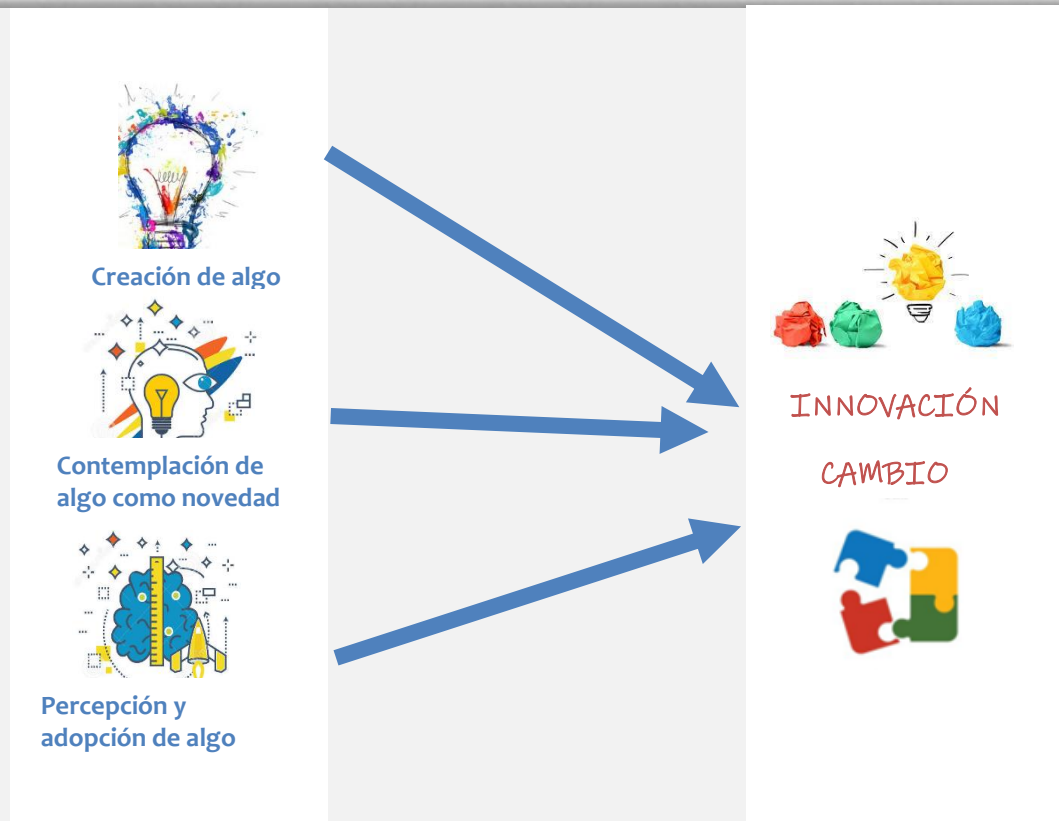 Creación de algo
Contemplación de
algo como novedad
Percepción y
adopción de algo
INNOVACIÓN
CAMBIO